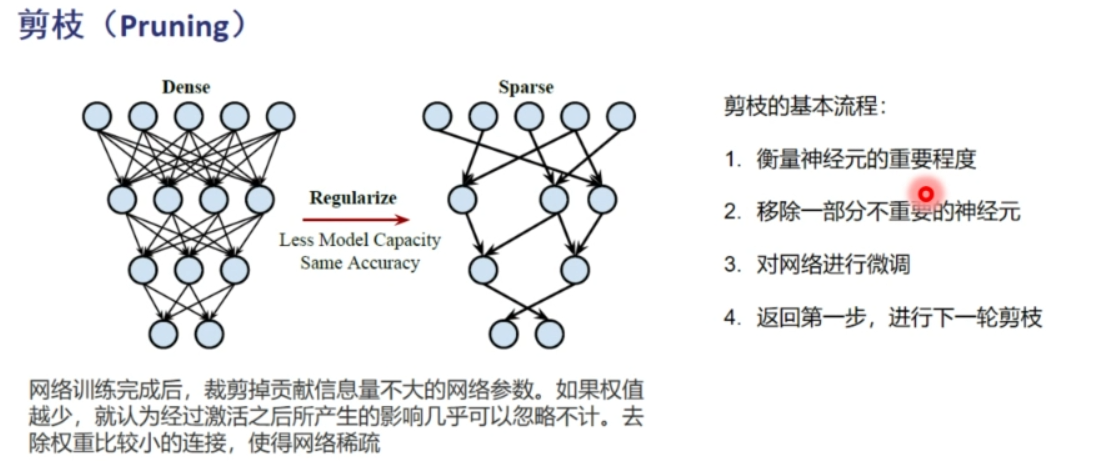 剪枝（Pruning）
Dense
Sparse
Regularize
Less Model Capacity
Same Accuracy
剪枝的基本流程：
1. 衡量神经元的重要程度
2. 移除一部分不重要的神经元
3. 对网络进行微调
4. 返回第一步，进行下一轮剪枝
网络训练完成后，裁剪掉贡献信息量不大的网络参数。如果权值
越少，就认为经过激活之后所产生的影响几乎可以忽略不计。去
除权重比较小的连接，使得网络稀疏